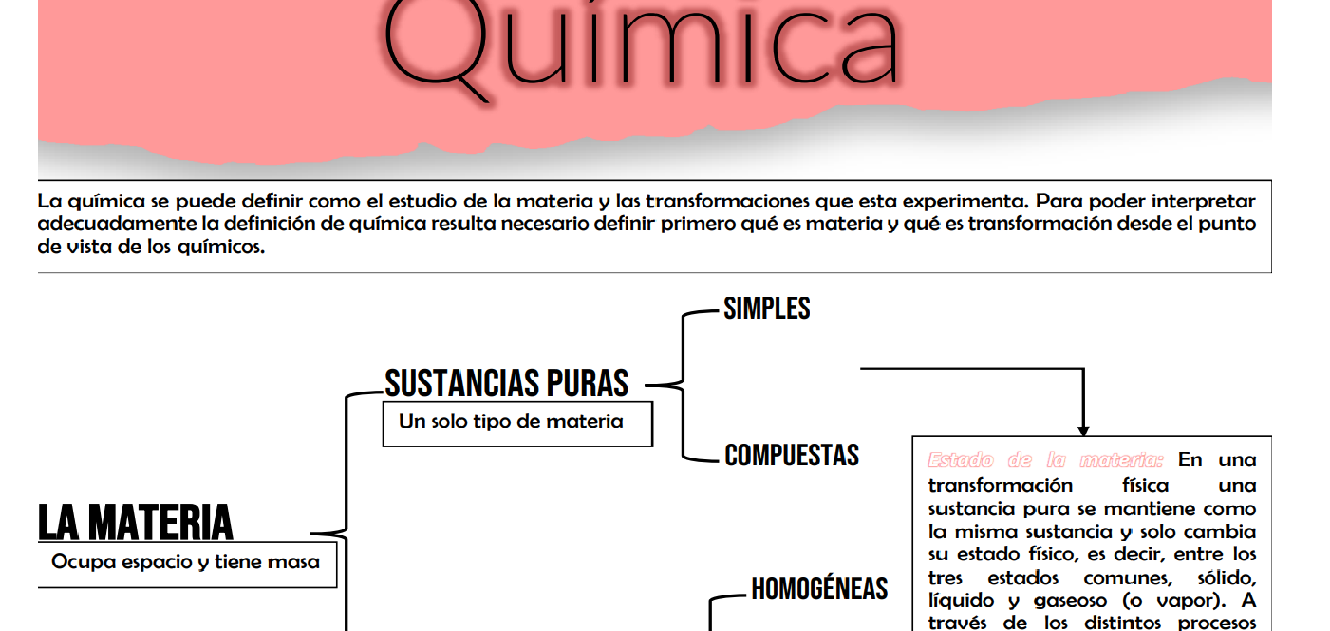 Química
La química se puede definir como el estudio de la materia y las transformaciones que esta experimenta. Para poder interpretar
adecuadamente la definición de química resulta necesario definir primero qué es materia y qué es transformación desde el punto
de vista de los químicos.
SIMPLES
SUSTANCIAS PURAS
Un solo tipo de materia
COMPUESTAS
LA MATERIA
Ocupa espacio y tiene masa
HOMOGÉNEAS
Estado de la materia: En una
transformación física una
sustancia pura se mantiene como
la misma sustancia y solo cambia
su estado físico, es decir, entre los
tres estados comunes, sólido,
líquido y gaseoso (o vapor). A
través de los distintos procesos